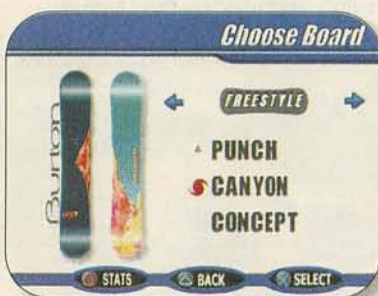 Choose Board
FREESTYLE
PUNCH
CANYON
CONCEPT
Burton
STATS BACK SELECT